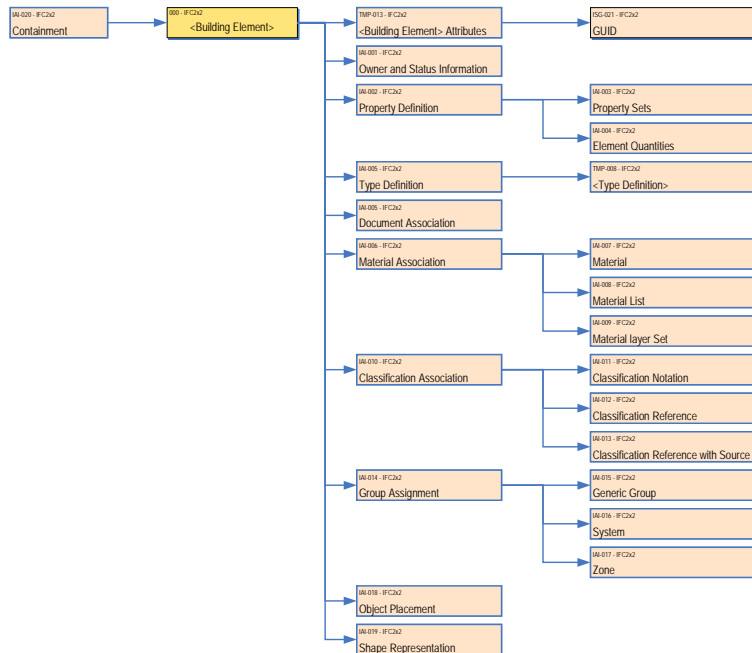 IAI-020 - IFC2x2
Containment
000 - IFC2x2
<Building Element>
TMP-013 - IFC2x2
<Building Element> Attributes
ISG-021 - IFC2x2
GUID
IAI-001 - IFC2x2
Owner and Status Information
IAI-002 - IFC2x2
Property Definition
IAI-003 - IFC2x2
Property Sets
IAI-004 - IFC2x2
Element Quantities
IAI-005 - IFC2x2
Type Definition
TMP-008 - IFC2x2
<Type Definition>
IAI-005 - IFC2x2
Document Association
IAI-006 - IFC2x2
Material Association
IAI-007 - IFC2x2
Material
IAI-008 - IFC2x2
Material List
IAI-009 - IFC2x2
Material layer Set
IAI-010 - IFC2x2
Classification Association
IAI-011 - IFC2x2
Classification Notation
IAI-012 - IFC2x2
Classification Reference
IAI-013 - IFC2x2
Classification Reference with Source
IAI-014 - IFC2x2
Group Assignment
IAI-015 - IFC2x2
Generic Group
IAI-016 - IFC2x2
System
IAI-017 - IFC2x2
Zone
IAI-018 - IFC2x2
Object Placement
IAI-019 - IFC2x2
Shape Representation